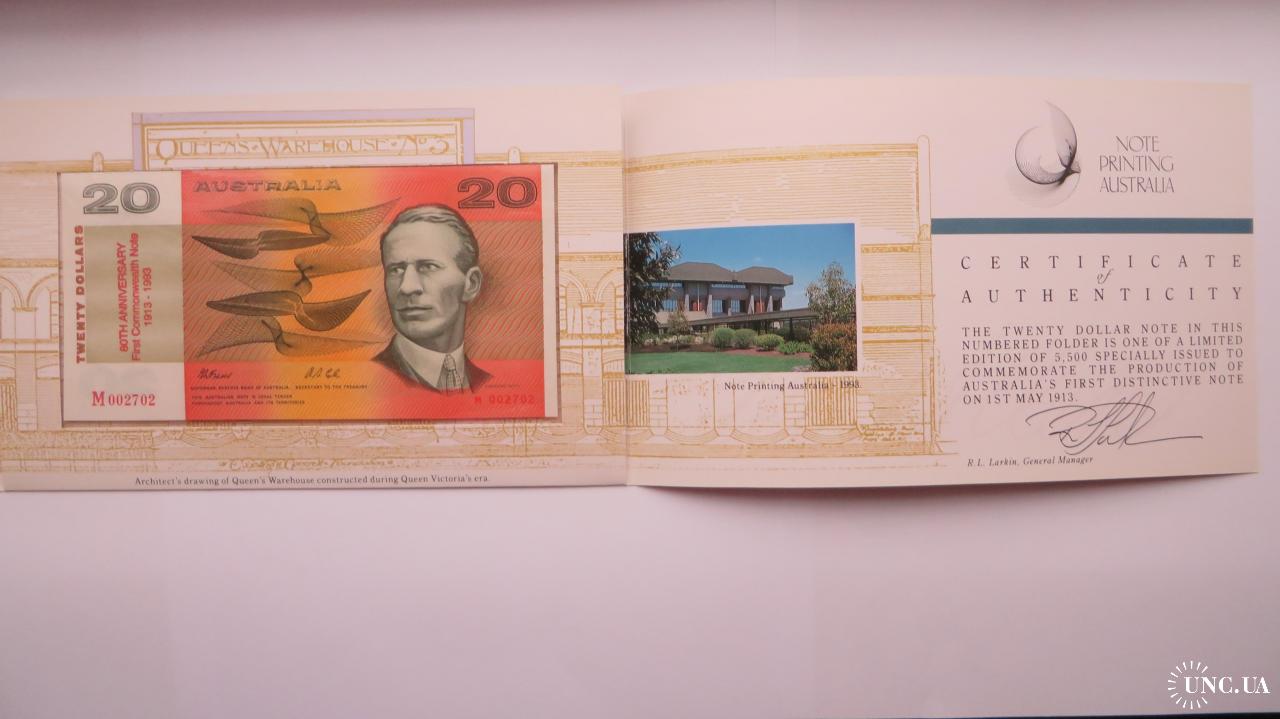 QUEEN'S · WAREHOUSE · No 3
20
AUSTRALIA
20
TWENTY DOLLARS
80TH ANNIVERSARY
First Commonwealth Note
1913 - 1993
GOVERNOR, RESERVE BANK OF AUSTRALIA. SECRETARY TO THE TREASURY
THIS AUSTRALIAN NOTE IS LEGAL TENDER
THROUGHOUT AUSTRALIA AND ITS TERRITORIES
M 002702
M 002702
Architect's drawing of Queen's Warehouse constructed during Queen Victoria's era.
Note Printing Australia - 1993.
NOTE
PRINTING
AUSTRALIA
CERTIFICATE
of
AUTHENTICITY
THE TWENTY DOLLAR NOTE IN THIS
NUMBERED FOLDER IS ONE OF A LIMITED
EDITION OF 5,500 SPECIALLY ISSUED TO
COMMEMORATE THE PRODUCTION OF
AUSTRALIA'S FIRST DISTINCTIVE NOTE
ON 1ST MAY 1913.
R.L. Larkin, General Manager
UNC.UA